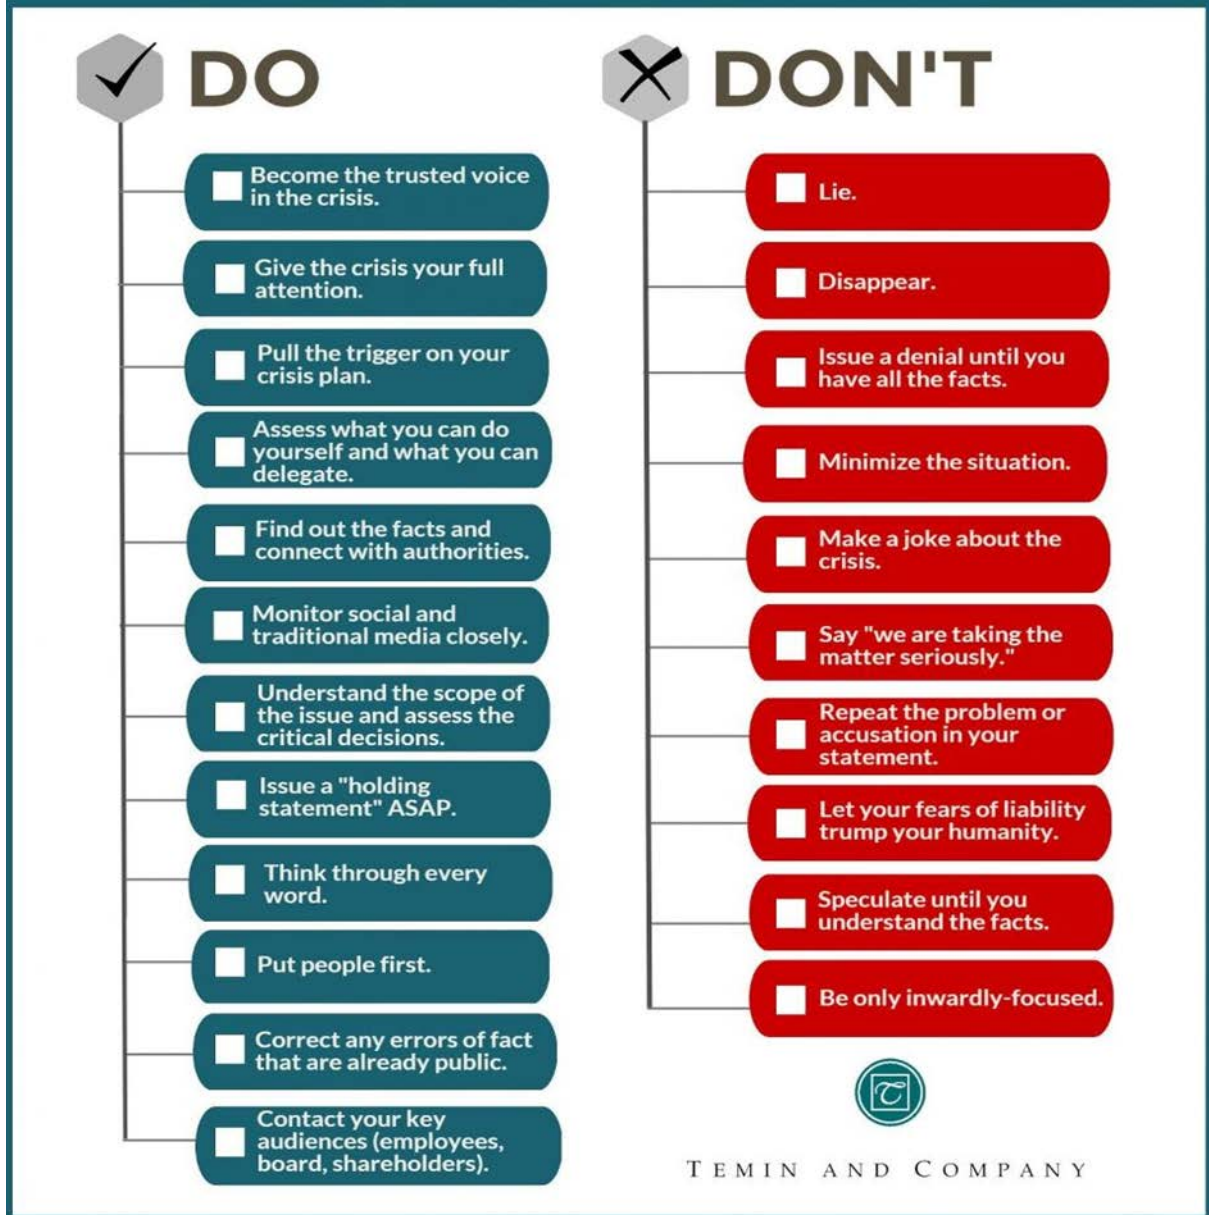 DO
Become the trusted voice
in the crisis.
Give the crisis your full
attention.
Pull the trigger on your
crisis plan.
Assess what you can do
yourself and what you can
delegate.
Find out the facts and
connect with authorities.
Monitor social and
traditional media closely.
Understand the scope of
the issue and assess the
critical decisions.
Issue a "holding
statement" ASAP.
Think through every
word.
Put people first.
Correct any errors of fact
that are already public.
Contact your key
audiences (employees,
board, shareholders).
DON'T
Lie.
Disappear.
Issue a denial until you
have all the facts.
Minimize the situation.
Make a joke about the
crisis.
Say "we are taking the
matter seriously."
Repeat the problem or
accusation in your
statement.
Let your fears of liability
trump your humanity.
Speculate until you
understand the facts.
Be only inwardly-focused.
T
TEMIN AND COMPANY